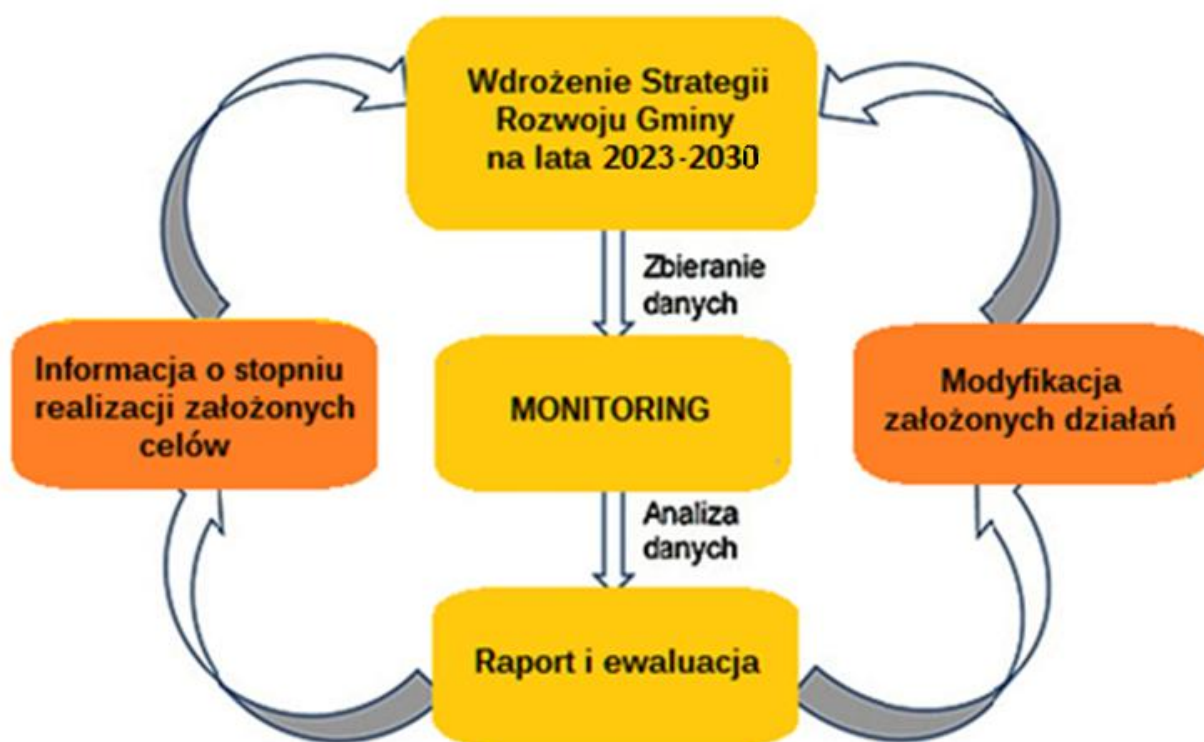 Wdrożenie Strategii
Rozwoju Gminy
na lata 2023-2030
Zbieranie
danych
Informacja o stopniu
realizacji założonych
celów
MONITORING
Modyfikacja
założonych działań
Analiza
danych
Raport i ewaluacja